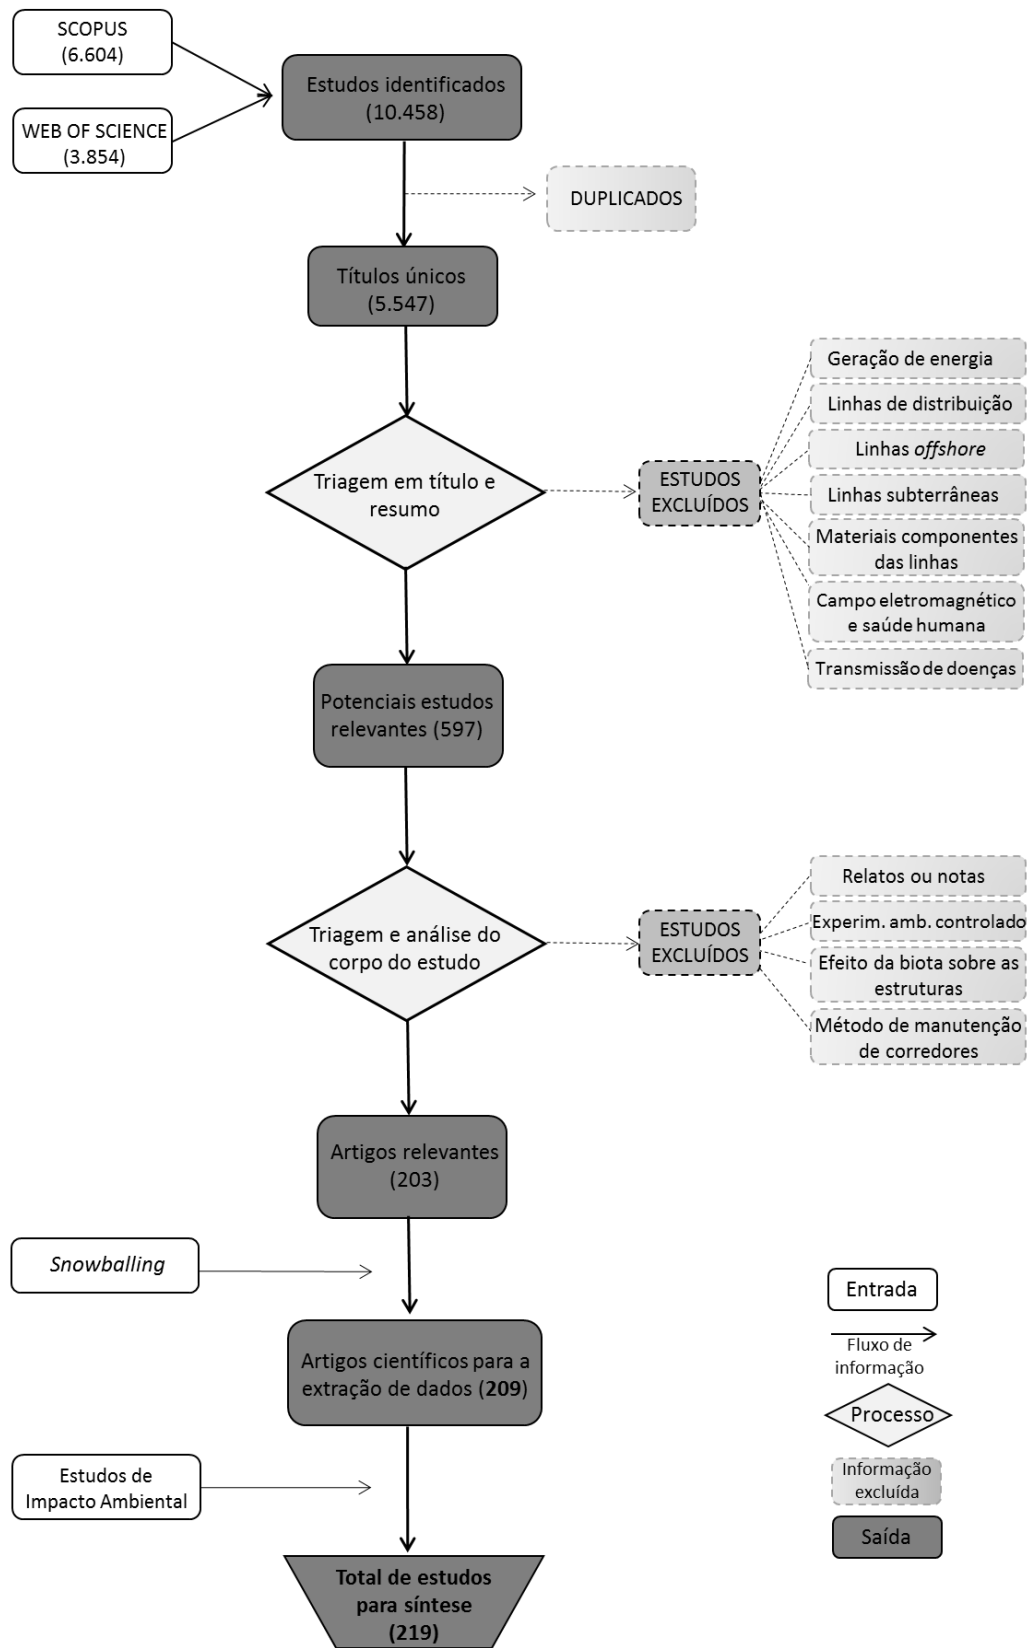 SCOPUS
(6.604)
WEB OF SCIENCE
(3.854)
Estudos identificados
(10.458)
DUPLICADOS
Títulos únicos
(5.547)
Triagem em título e
resumo
ESTUDOS
EXCLUÍDOS
Geração de energia
Linhas de distribuição
Linhas offshore
Linhas subterrâneas
Materiais componentes
das linhas
Campo eletromagnético
e saúde humana
Transmissão de doenças
Potenciais estudos
relevantes (597)
Triagem e análise do
corpo do estudo
ESTUDOS
EXCLUÍDOS
Relatos ou notas
Experim. amb. controlado
Efeito da biota sobre as
estruturas
Método de manutenção
de corredores
Artigos relevantes
(203)
Snowballing
Artigos científicos para a
extração de dados (209)
Estudos de
Impacto Ambiental
Total de estudos
para síntese
(219)
Entrada
Fluxo de
informação
Processo
Informação
excluída
Saída